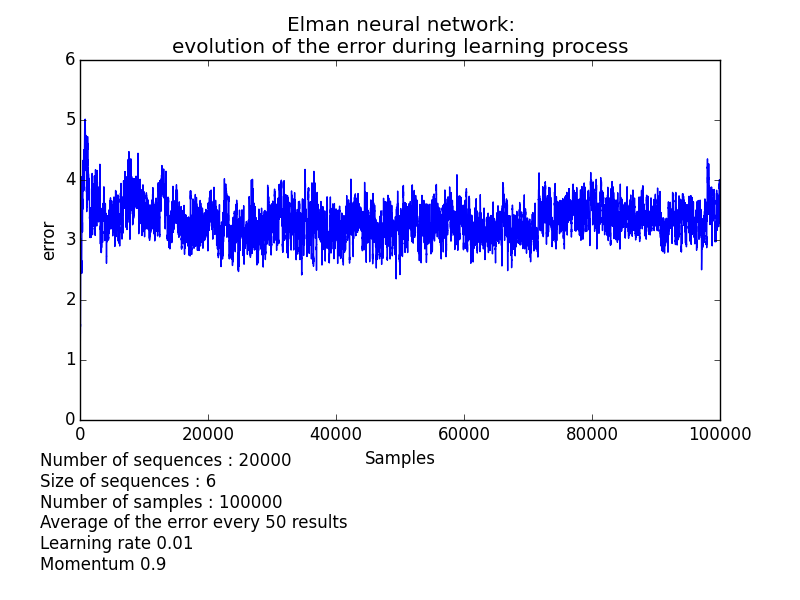 Elman neural network:
evolution of the error during learning process
6
5
4
3
2
1
0
error
0 20000 40000 60000 80000 100000
Samples
Number of sequences : 20000
Size of sequences : 6
Number of samples : 100000
Average of the error every 50 results
Learning rate 0.01
Momentum 0.9